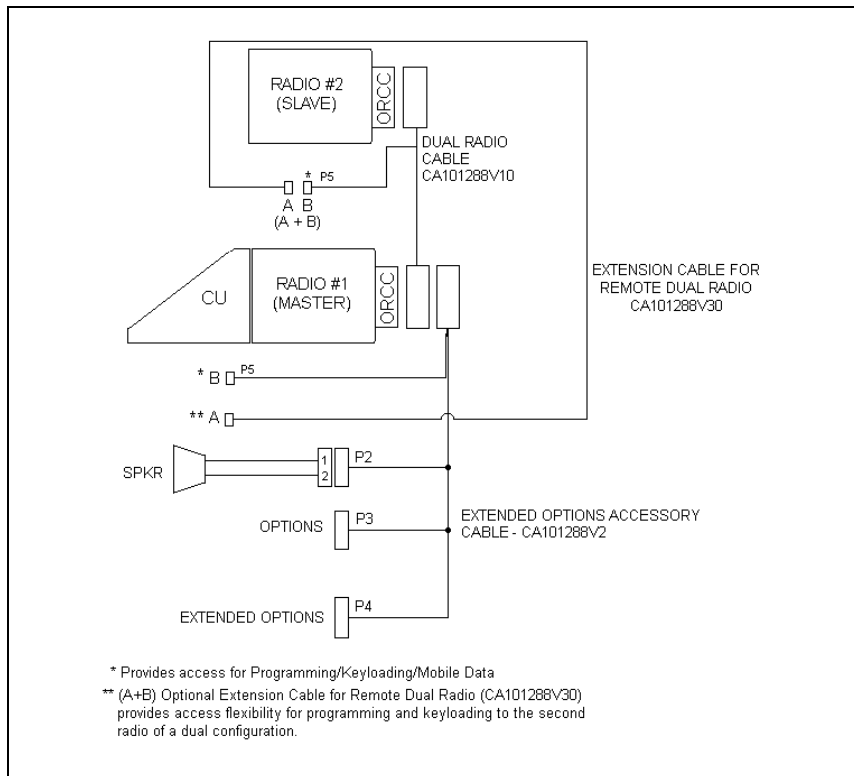 RADIO #2
(SLAVE)
ORCC
DUAL RADIO
CABLE
CA101288V10
* P5
A B
(A + B)
CU
RADIO #1
(MASTER)
ORCC
EXTENSION CABLE FOR
REMOTE DUAL RADIO
CA101288V30
* B P5
** A
SPKR
1
2
P2
OPTIONS
P3
EXTENDED OPTIONS ACCESSORY
CABLE - CA101288V2
EXTENDED OPTIONS
P4
* Provides access for Programming/Keyloading/Mobile Data
** (A+B) Optional Extension Cable for Remote Dual Radio (CA101288V30)
provides access flexibility for programming and keyloading to the second
radio of a dual configuration.